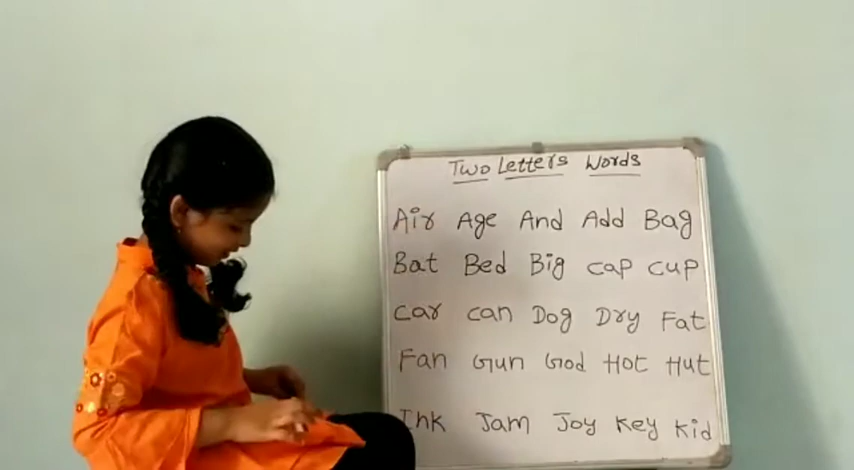 Two Letters Words
Air Age And Add Bag
Bat Bed Big cap cup
car can Dog Dry Fat
Fan Gun God Hot Hut
Ink Jam Joy Key Kid